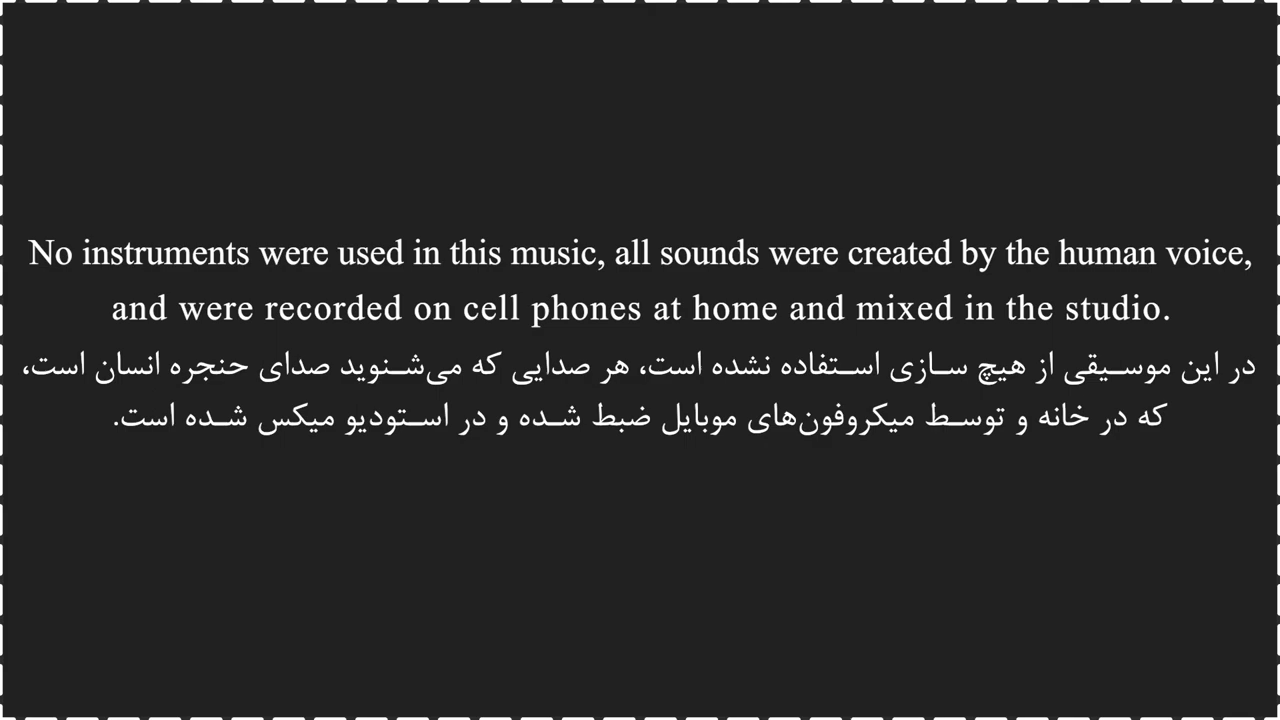 No instruments were used in this music, all sounds were created by the human voice,
and were recorded on cell phones at home and mixed in the studio.
در این موسیقی از هیچ سازی استفاده نشده است، هر صدایی که می‌شنوید صدای حنجره انسان است،
که در خانه و توسط میکروفون‌های موبایل ضبط شده و در استودیو میکس شده است.